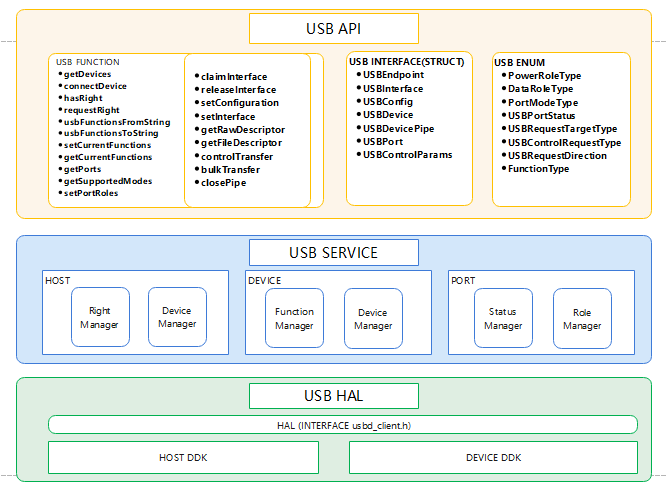 USB API
USB FUNCTION
getDevices
connectDevice
hasRight
requestRight
usbFunctionsFromString
usbFunctionsToString
setCurrentFunctions
getCurrentFunctions
getPorts
getSupportedModes
setPortRoles
claimInterface
releaseInterface
setConfiguration
setInterface
getRawDescriptor
getFileDescriptor
controlTransfer
bulkTransfer
closePipe
USB INTERFACE(STRUCT)
USBEndpoint
USBInterface
USBConfig
USBDevice
USBDevicePipe
USBPort
USBControlParams
USB ENUM
PowerRoleType
DataRoleType
PortModeType
USBPortStatus
USBRequestTargetType
USBControlRequestType
USBRequestDirection
FunctionType
USB SERVICE
HOST
Right
Manager
Device
Manager
DEVICE
Function
Manager
Device
Manager
PORT
Status
Manager
Role
Manager
USB HAL
HAL (INTERFACE usbd_client.h)
HOST DDK
DEVICE DDK